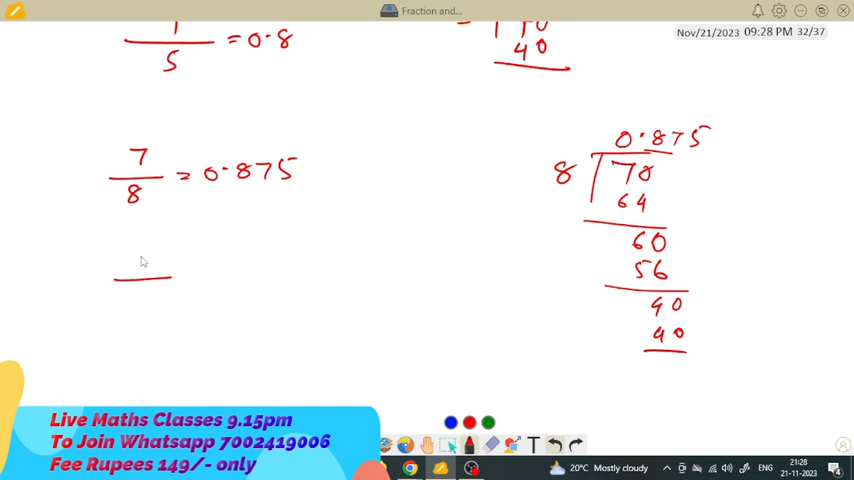 Fraction and...
Nov/21/2023 09:28 PM 32/37
5 = 0.8
40
40
7
8 = 0.875
0.875
8 70
64
60
56
40
40
Live Maths Classes 9.15pm
To Join Whatsapp 7002419006
Fee Rupees 149/- only
T
20°C Mostly cloudy
ENG
21:28
21-11-2023
4